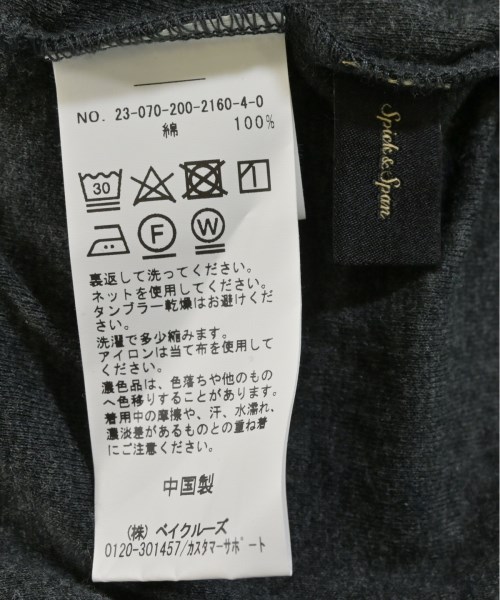 NO. 23-070-200-2160-4-0
綿 100%
30
F W
裏返して洗ってください。
ネットを使用してください。
タンブラー乾燥はお避けくだ
さい。
洗濯で多少縮みます。
アイロンは当て布を使用して
ください。
濃色品は、色落ちや他のもの
へ色移りすることがあります。
着用中の摩擦や、汗、水濡れ、
濃淡差があるものとの重ね着
にご注意ください。
中国製
(株) ベイクルーズ
0120-301457/カスタマーサポート
Spick & Span